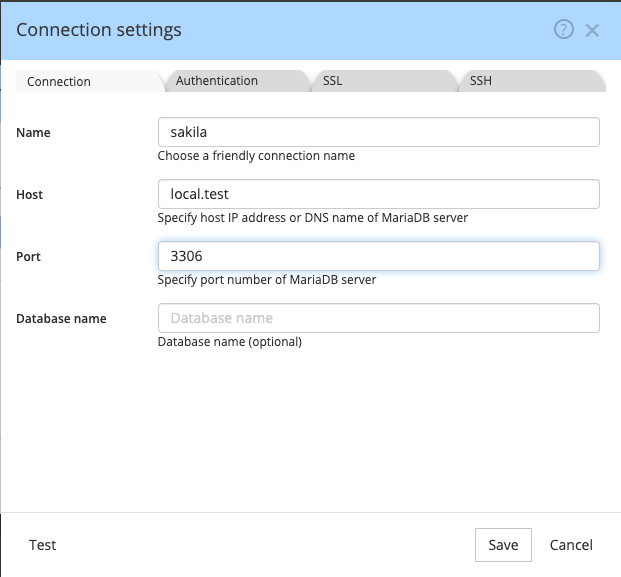 Connection settings
Connection
Authentication
SSL
SSH
Name
sakila
Choose a friendly connection name
Host
local.test
Specify host IP address or DNS name of MariaDB server
Port
3306
Specify port number of MariaDB server
Database name
Database name
Database name (optional)
Test
Save
Cancel